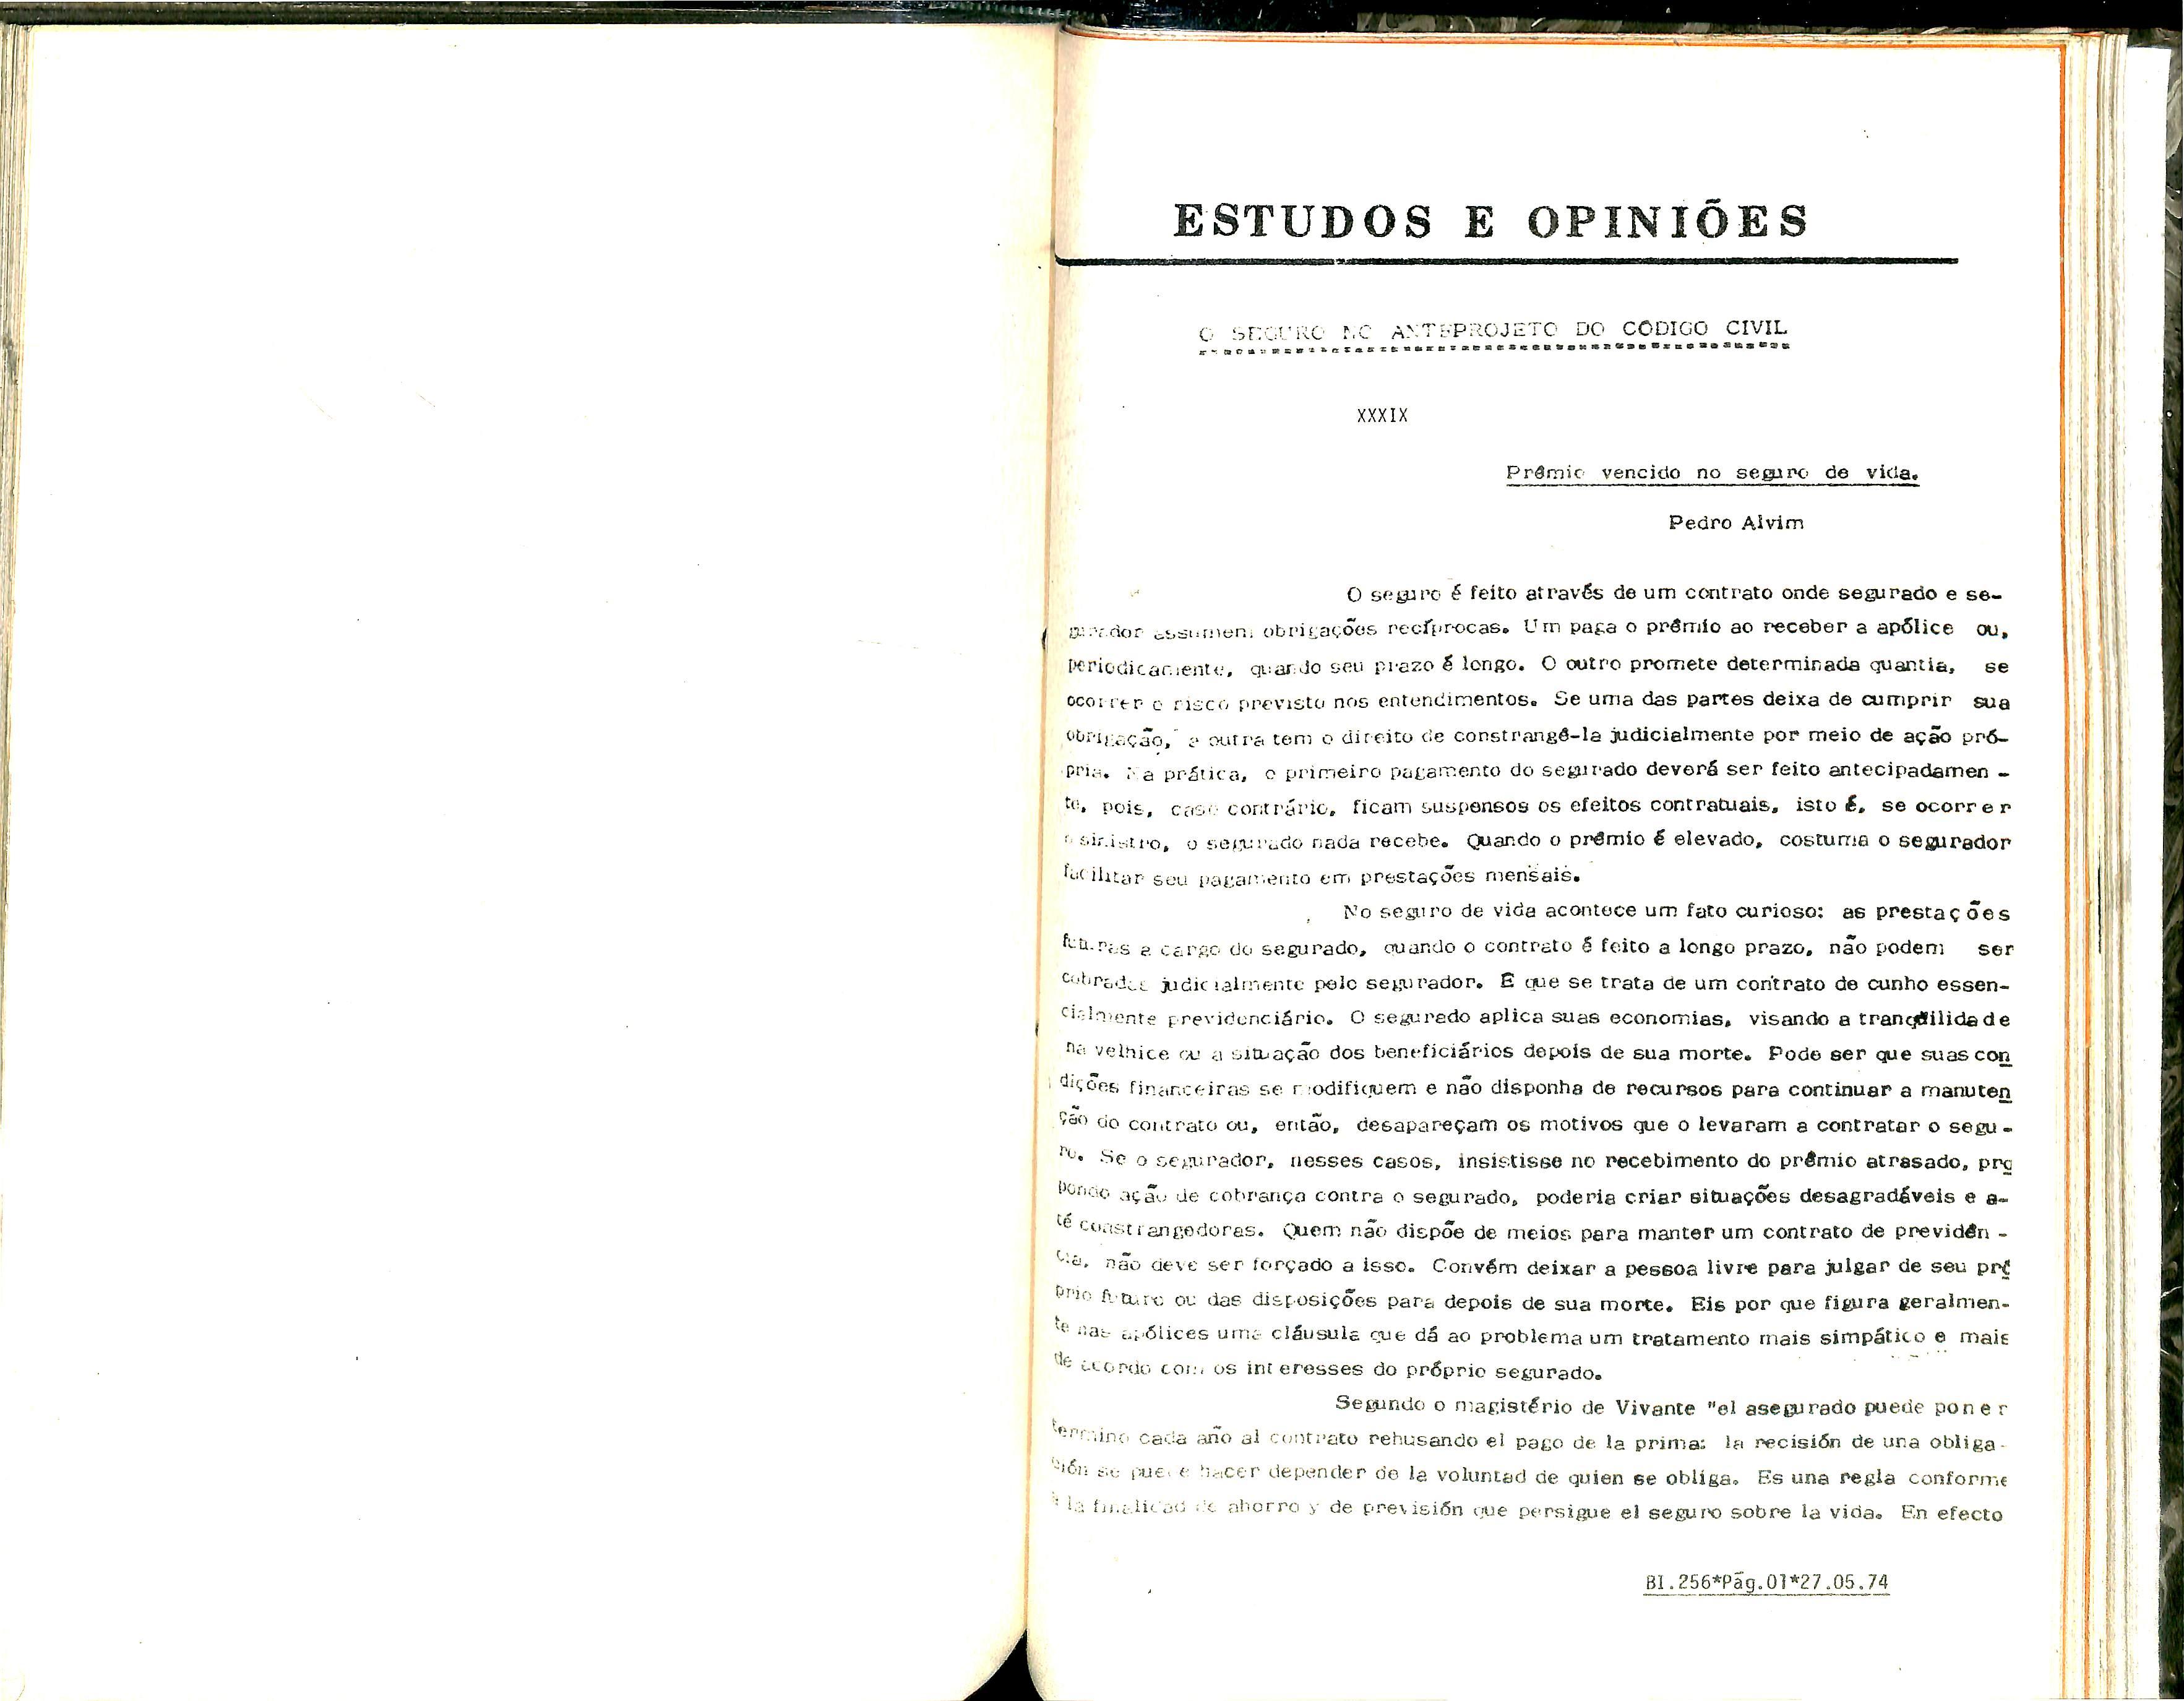 ESTUDOS E OPINIÕES
O SEGURO NO ANTEPROJETO DO CÓDIGO CIVIL
XXXIX
Prêmio vencido no seguro de vida.
Pedro Alvim
O seguro é feito através de um contrato onde segurado e se-
gurador assumem obrigações recíprocas. Um paga o prêmio ao receber a apólice ou,
periodicamente, quando seu prazo é longo. O outro promete determinada quantia, se
ocorrer o risco previsto nos entendimentos. Se uma das partes deixa de cumprir sua
obrigação, a outra tem o direito de constrangê-la judicialmente por meio de ação pró-
pria. Na prática, o primeiro pagamento do segurado deverá ser feito antecipadamen -
te, pois, caso contrário, ficam suspensos os efeitos contratuais, isto é, se ocorrer
o sinistro, o segurado nada recebe. Quando o prêmio é elevado, costuma o segurador
facilitar seu pagamento em prestações mensais.
No seguro de vida acontece um fato curioso: as prestações
futuras a cargo do segurado, quando o contrato é feito a longo prazo, não podem ser
cobradas judicialmente pelo segurador. É que se trata de um contrato de cunho essen-
cialmente previdenciário. O segurado aplica suas economias, visando a tranqüilidade
na velhice ou a situação dos beneficiários depois de sua morte. Pode ser que suas con
dições financeiras se modifiquem e não disponha de recursos para continuar a manuten
ção do contrato ou, então, desapareçam os motivos que o levaram a contratar o segu -
ro. Se o segurador, nesses casos, insistisse no recebimento do prêmio atrasado, pro
pondo ação de cobrança contra o segurado, poderia criar situações desagradáveis e a-
té constrangedoras. Quem não dispõe de meios para manter um contrato de previdên -
cia, não deve ser forçado a isso. Convém deixar a pessoa livre para julgar de seu pró
prio futuro ou das disposições para depois de sua morte. Eis por que figura geralmen-
te nas apólices uma cláusula que dá ao problema um tratamento mais simpático e mais
de acordo com os interesses do próprio segurado.
Segundo o magistério de Vivante "el asegurado puede poner
termino cada año al contrato rehusando el pago de la prima: la recisión de una obliga-
ción se puede hacer depender de la voluntad de quien se obliga. Es una regla conforme
a la finalidad de ahorro y de previsión que persigue el seguro sobre la vida. En efecto
BI.256*Pág.01*27.05.74